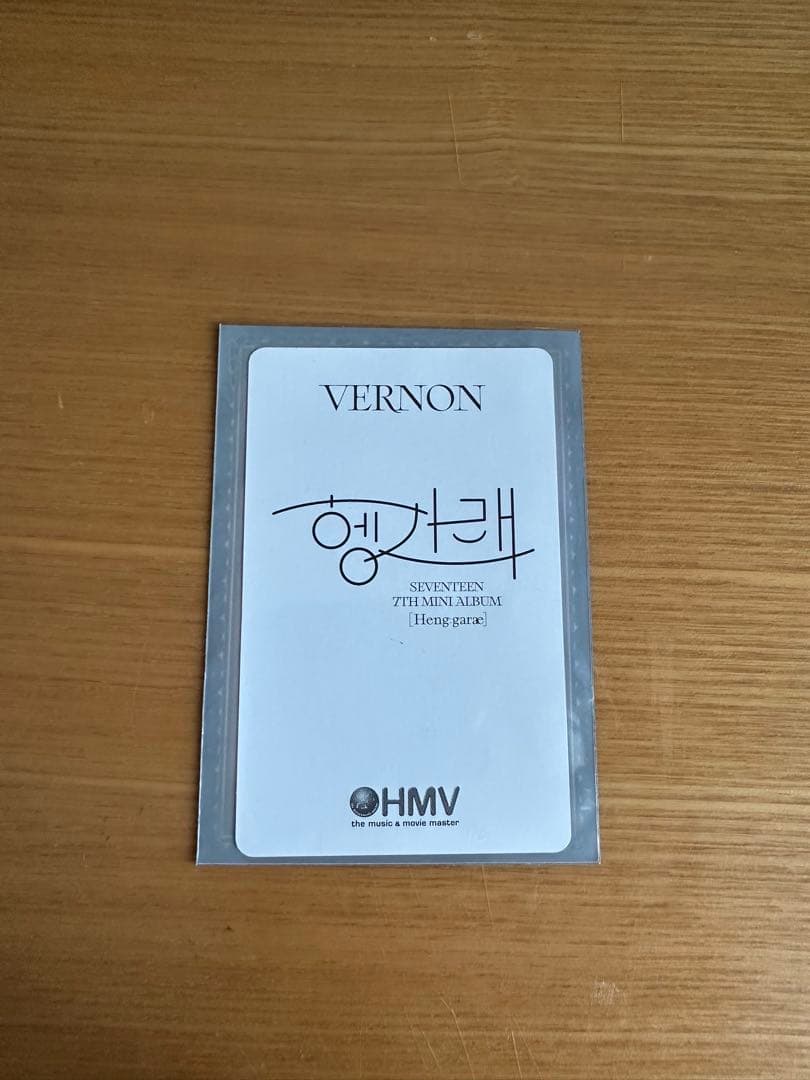 VERNON
헹가래
SEVENTEEN
7TH MINI ALBUM
[Heng:garæ]
HMV
the music & movie master